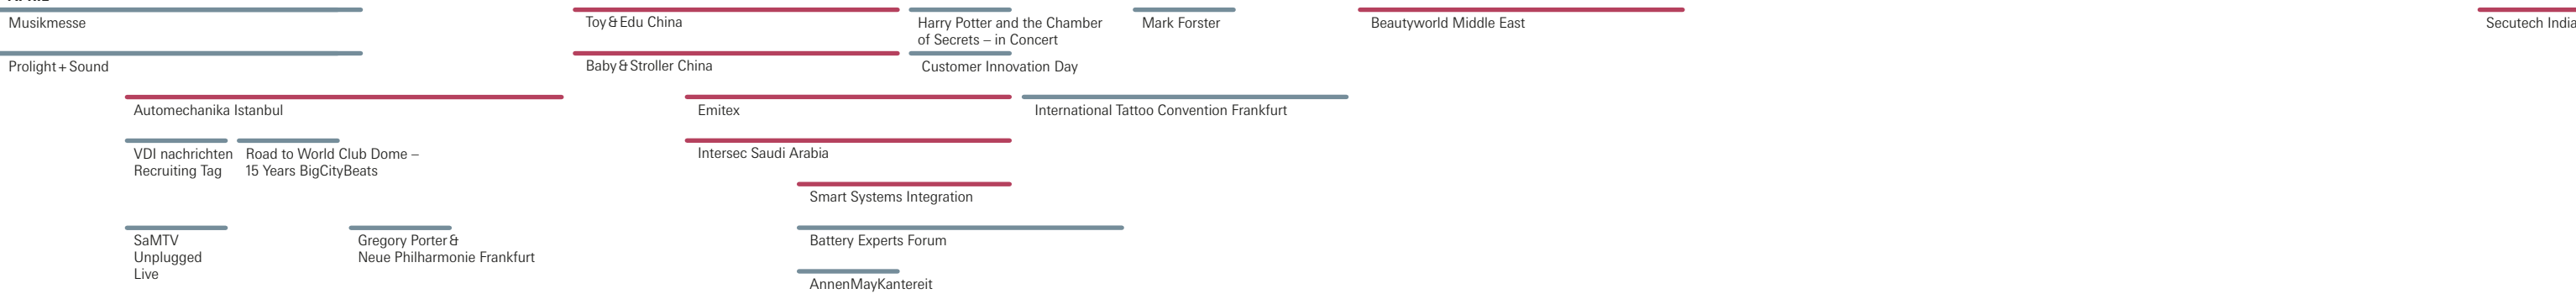 Musikmesse
Toy & Edu China
Harry Potter and the Chamber
of Secrets – in Concert
Mark Forster
Beautyworld Middle East
Secutech India
Prolight + Sound
Baby & Stroller China
Customer Innovation Day
Automechanika Istanbul
Emitex
International Tattoo Convention Frankfurt
VDI nachrichten
Recruiting Tag
Road to World Club Dome –
15 Years BigCityBeats
Intersec Saudi Arabia
Smart Systems Integration
SaMTV
Unplugged
Live
Gregory Porter &
Neue Philharmonie Frankfurt
Battery Experts Forum
AnnenMayKantereit